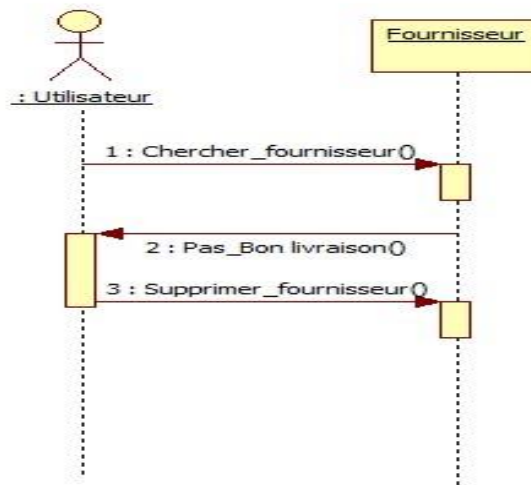 Fournisseur
: Utilisateur
1 : Chercher_fournisseur()
2 : Pas_Bon livraison()
3 : Supprimer_fournisseur()